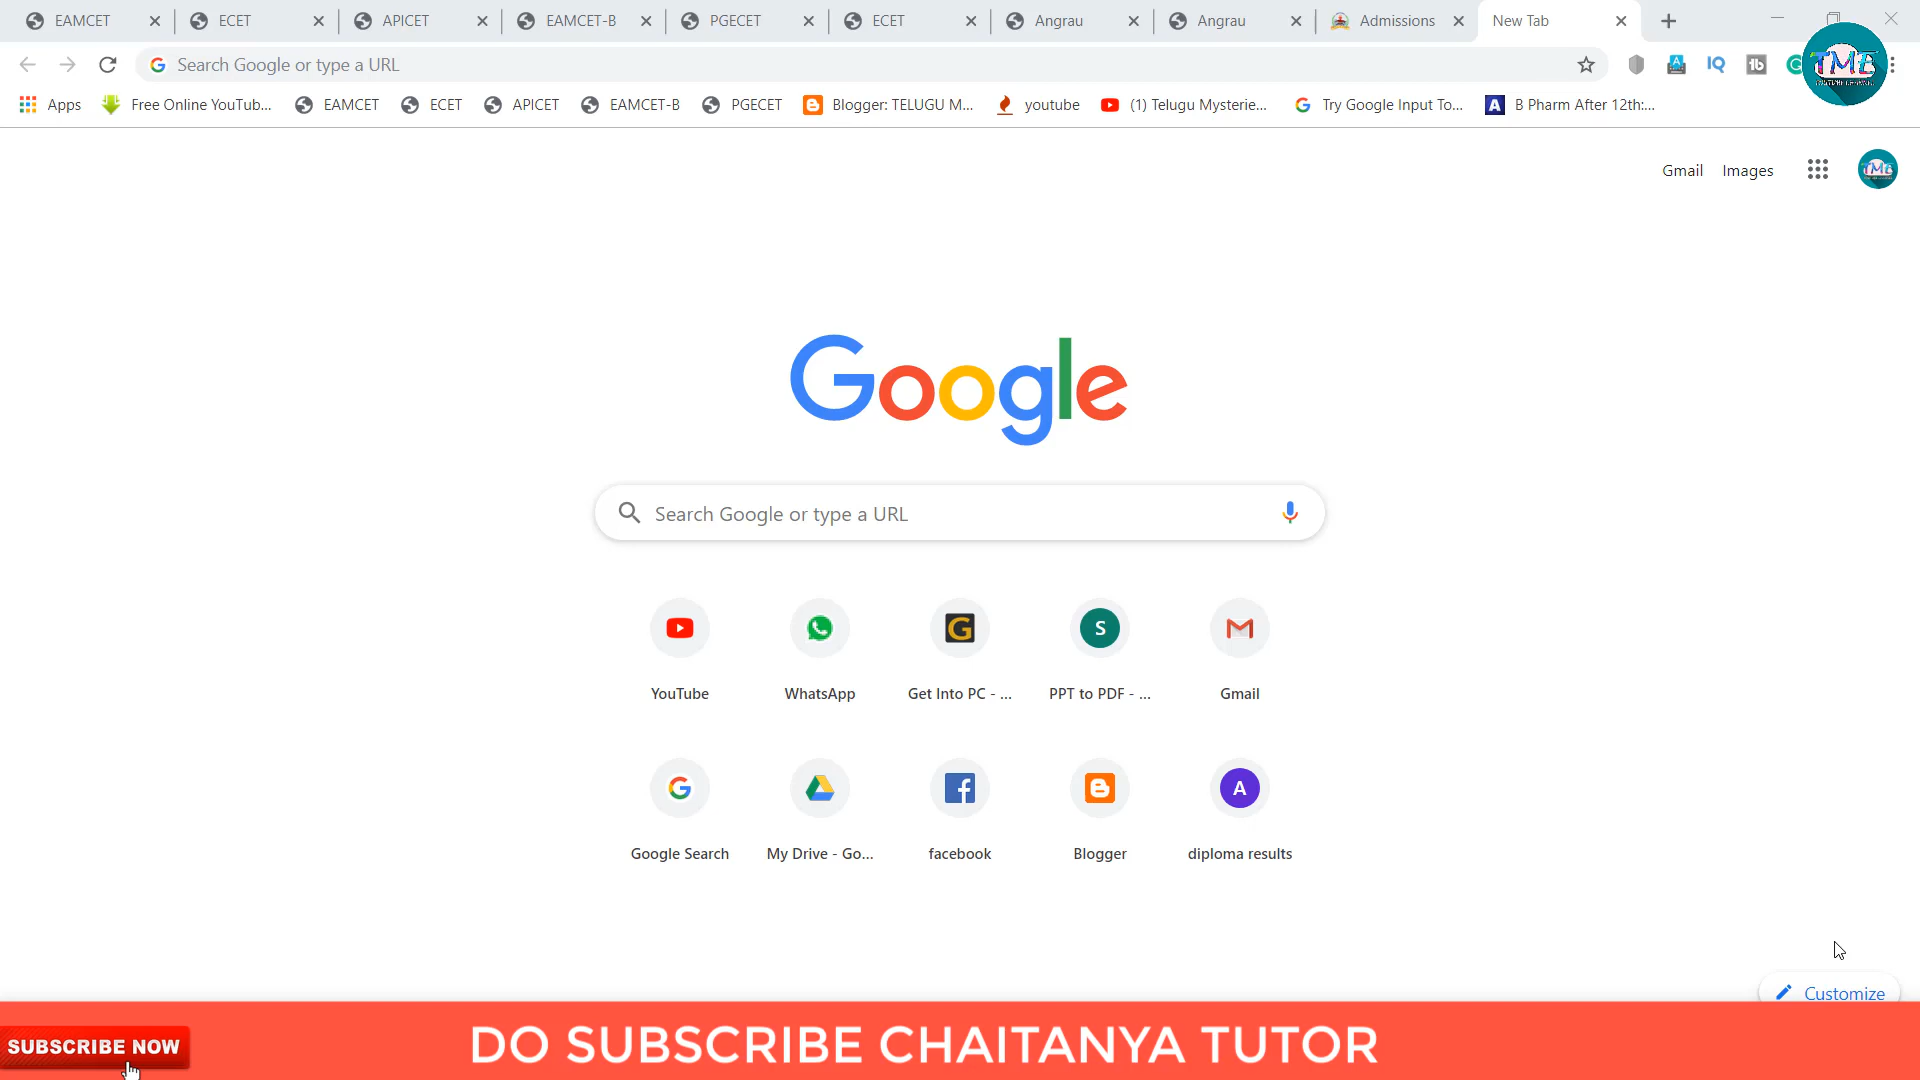 EAMCET ECET APICET EAMCET-B PGECET ECET Angrau Angrau Admissions New Tab
Search Google or type a URL
Apps Free Online YouTub... EAMCET ECET APICET EAMCET-B PGECET Blogger: TELUGU M... youtube (1) Telugu Mysterie... Try Google Input To... B Pharm After 12th:...
TME
Gmail Images
Google
Search Google or type a URL
YouTube WhatsApp Get Into PC - ... PPT to PDF - ... Gmail
Google Search My Drive - Go... facebook Blogger diploma results
Customize
SUBSCRIBE NOW
DO SUBSCRIBE CHAITANYA TUTOR